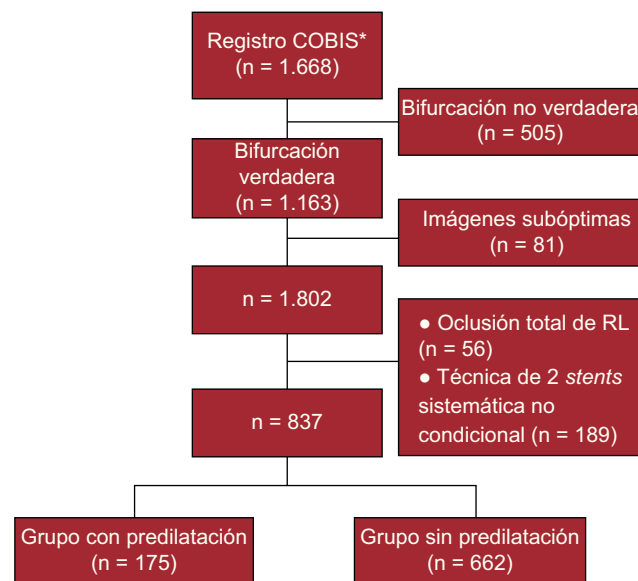 Registro COBIS*
(n = 1.668)
Bifurcación no verdadera
(n = 505)
Bifurcación
verdadera
(n = 1.163)
Imágenes subóptimas
(n = 81)
n = 1.802
● Oclusión total de RL
(n = 56)
● Técnica de 2 stents
sistemática no
condicional (n = 189)
n = 837
Grupo con predilatación
(n = 175)
Grupo sin predilatación
(n = 662)